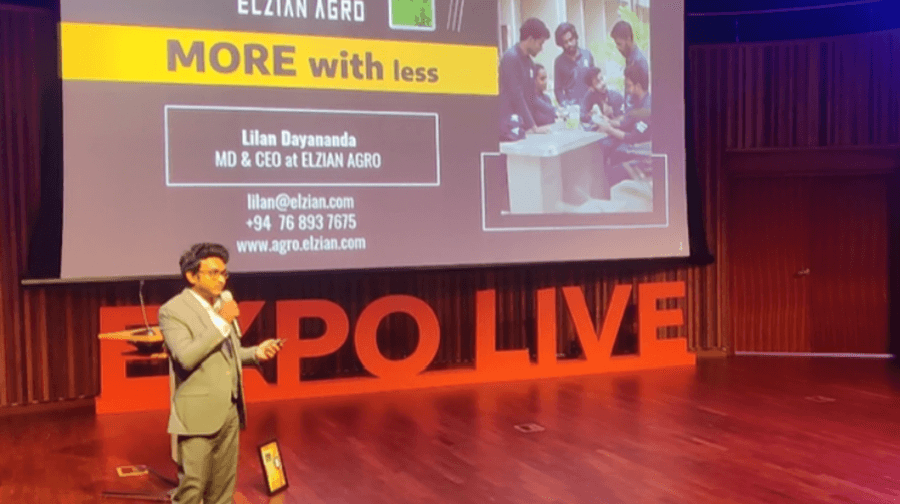 ELZIAN AGRO
MORE with less
Lilan Dayananda
MD & CEO at ELZIAN AGRO
lilan@elzian.com
+94 76 893 7675
www.agro.elzian.com
1
EXPO LIVE